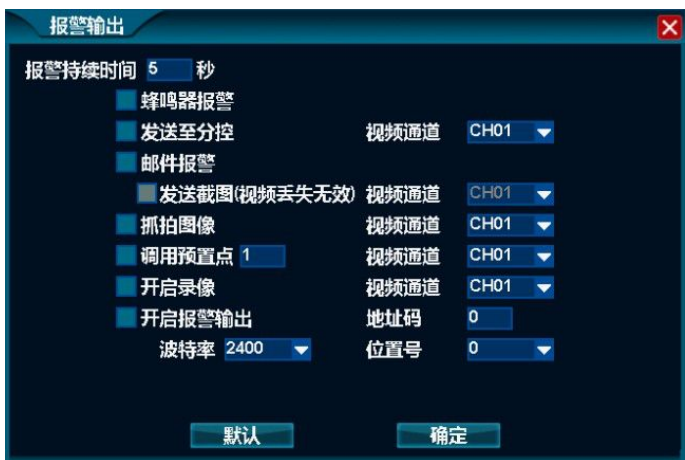 报警输出
报警持续时间 5 秒
蜂鸣器报警
发送至分控 视频通道 CH01
邮件报警
发送截图(视频丢失无效) 视频通道 CH01
抓拍图像 视频通道 CH01
调用预置点 1 视频通道 CH01
开启录像 视频通道 CH01
开启报警输出 地址码 0
波特率 2400 位置号 0
默认 确定